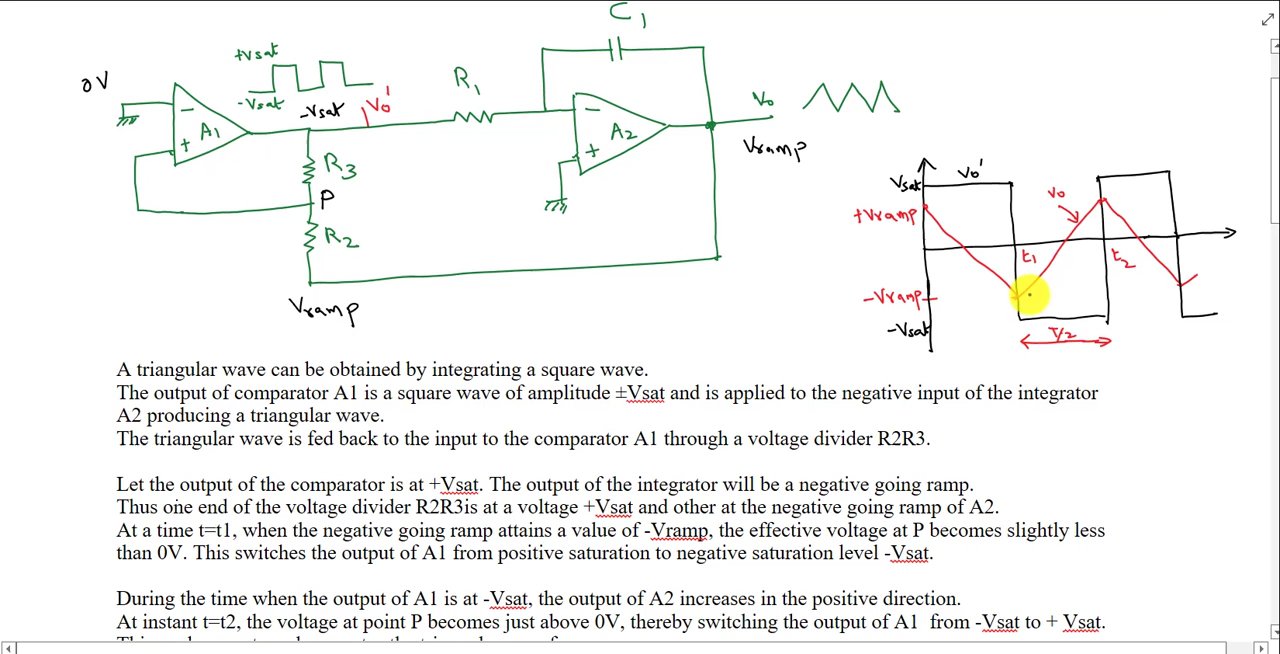 C1
+Vsat
0V
R1
-Vsat
-Vsat
Vo'
Vo
A1
A2
Vramp
R3
P
R2
Vramp
Vsat
Vo'
Vo
+Vramp
t1
t2
-Vramp
-Vsat
T/2
A triangular wave can be obtained by integrating a square wave.
The output of comparator A1 is a square wave of amplitude ±Vsat and is applied to the negative input of the integrator
A2 producing a triangular wave.
The triangular wave is fed back to the input to the comparator A1 through a voltage divider R2R3.
Let the output of the comparator is at +Vsat. The output of the integrator will be a negative going ramp.
Thus one end of the voltage divider R2R3is at a voltage +Vsat and other at the negative going ramp of A2.
At a time t=t1, when the negative going ramp attains a value of -Vramp, the effective voltage at P becomes slightly less
than 0V. This switches the output of A1 from positive saturation to negative saturation level -Vsat.
During the time when the output of A1 is at -Vsat, the output of A2 increases in the positive direction.
At instant t=t2, the voltage at point P becomes just above 0V, thereby switching the output of A1 from -Vsat to + Vsat.